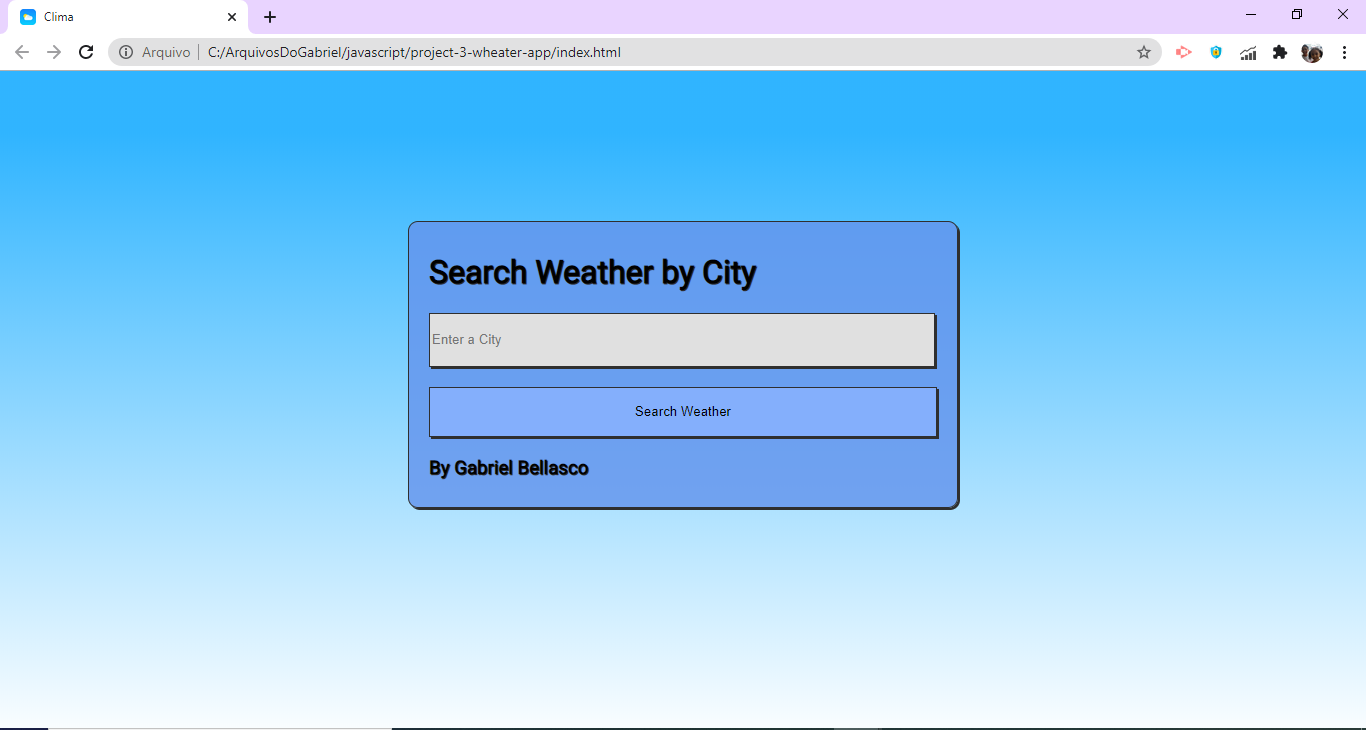 Clima
Arquivo C:/ArquivosDoGabriel/javascript/project-3-wheater-app/index.html
Search Weather by City
Enter a City
Search Weather
By Gabriel Bellasco